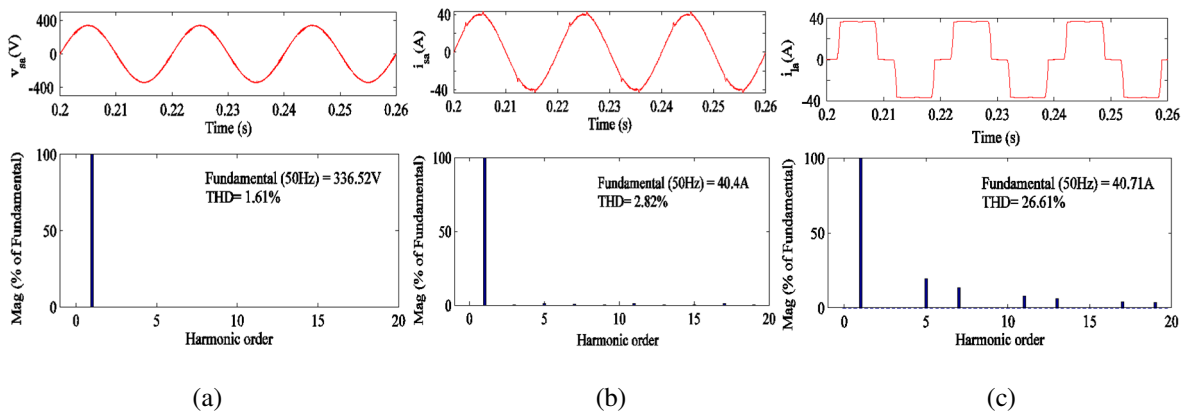 400
0
-400
v_sa(V)
0.2 0.21 0.22 0.23 0.24 0.25 0.26
Time (s)
100
50
0
Mag (% of Fundamental)
Fundamental (50Hz) = 336.52V
THD= 1.61%
0 5 10 15 20
Harmonic order
(a)
40
0
-40
i_sa(A)
0.2 0.21 0.22 0.23 0.24 0.25 0.26
Time (s)
100
50
0
Mag (% of Fundamental)
Fundamental (50Hz) = 40.4A
THD= 2.82%
0 5 10 15 20
Harmonic order
(b)
40
0
-40
i_la(A)
0.2 0.21 0.22 0.23 0.24 0.25 0.26
Time (s)
100
50
0
Mag (% of Fundamental)
Fundamental (50Hz) = 40.71A
THD= 26.61%
0 5 10 15 20
Harmonic order
(c)